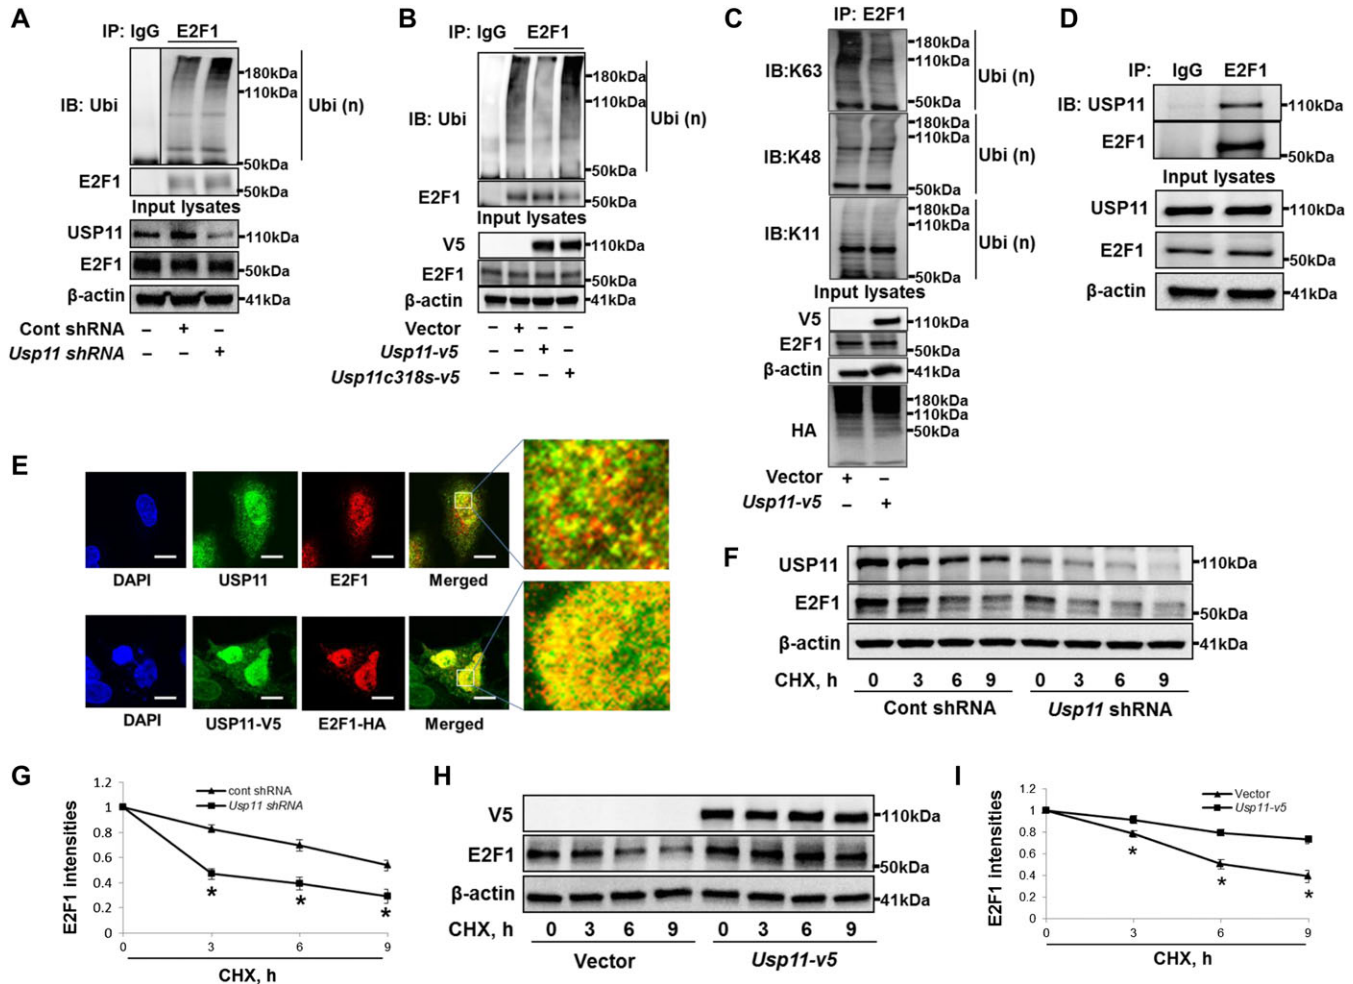 A
IP: IgG E2F1
IB: Ubi
180kDa
110kDa
Ubi (n)
50kDa
E2F1
50kDa
Input lysates
USP11
110kDa
E2F1
50kDa
β-actin
41kDa
Cont shRNA – + –
Usp11 shRNA – – +
B
IP: IgG E2F1
IB: Ubi
180kDa
110kDa
Ubi (n)
50kDa
E2F1
50kDa
Input lysates
V5
110kDa
E2F1
50kDa
β-actin
41kDa
Vector – + – –
Usp11-v5 – – + –
Usp11c318s-v5 – – – +
C
IP: E2F1
180kDa
110kDa
IB:K63
Ubi (n)
50kDa
180kDa
110kDa
IB:K48
Ubi (n)
50kDa
180kDa
110kDa
IB:K11
Ubi (n)
50kDa
Input lysates
V5
110kDa
E2F1
50kDa
β-actin
41kDa
180kDa
110kDa
50kDa
HA
Vector + –
Usp11-v5 – +
D
IP: IgG E2F1
IB: USP11
110kDa
E2F1
50kDa
Input lysates
USP11
110kDa
E2F1
50kDa
β-actin
41kDa
E
DAPI USP11 E2F1 Merged
DAPI USP11-V5 E2F1-HA Merged
F
USP11
110kDa
E2F1
50kDa
β-actin
41kDa
CHX, h 0 3 6 9 0 3 6 9
Cont shRNA Usp11 shRNA
G
E2F1 intensities
1.2
1
0.8
0.6
0.4
0.2
0
cont shRNA
Usp11 shRNA
* * *
0 3 6 9
CHX, h
H
V5
110kDa
E2F1
50kDa
β-actin
41kDa
CHX, h 0 3 6 9 0 3 6 9
Vector Usp11-v5
I
E2F1 intensities
1.2
1
0.8
0.6
0.4
0.2
0
Vector
Usp11-v5
* * *
0 3 6 9
CHX, h